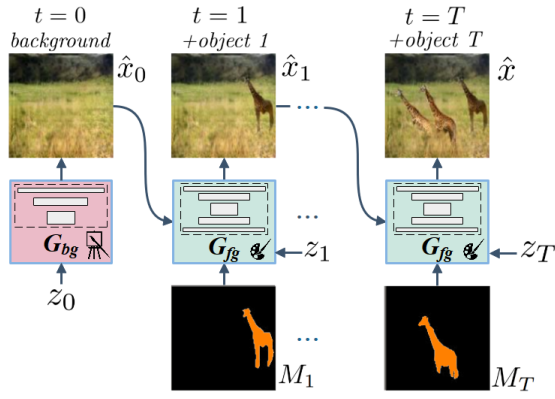 t = 0
background
x̂₀
t = 1
+object 1
x̂₁
...
t = T
+object T
x̂
G_bg
z₀
G_fg
z₁
...
G_fg
z_T
M₁
...
M_T